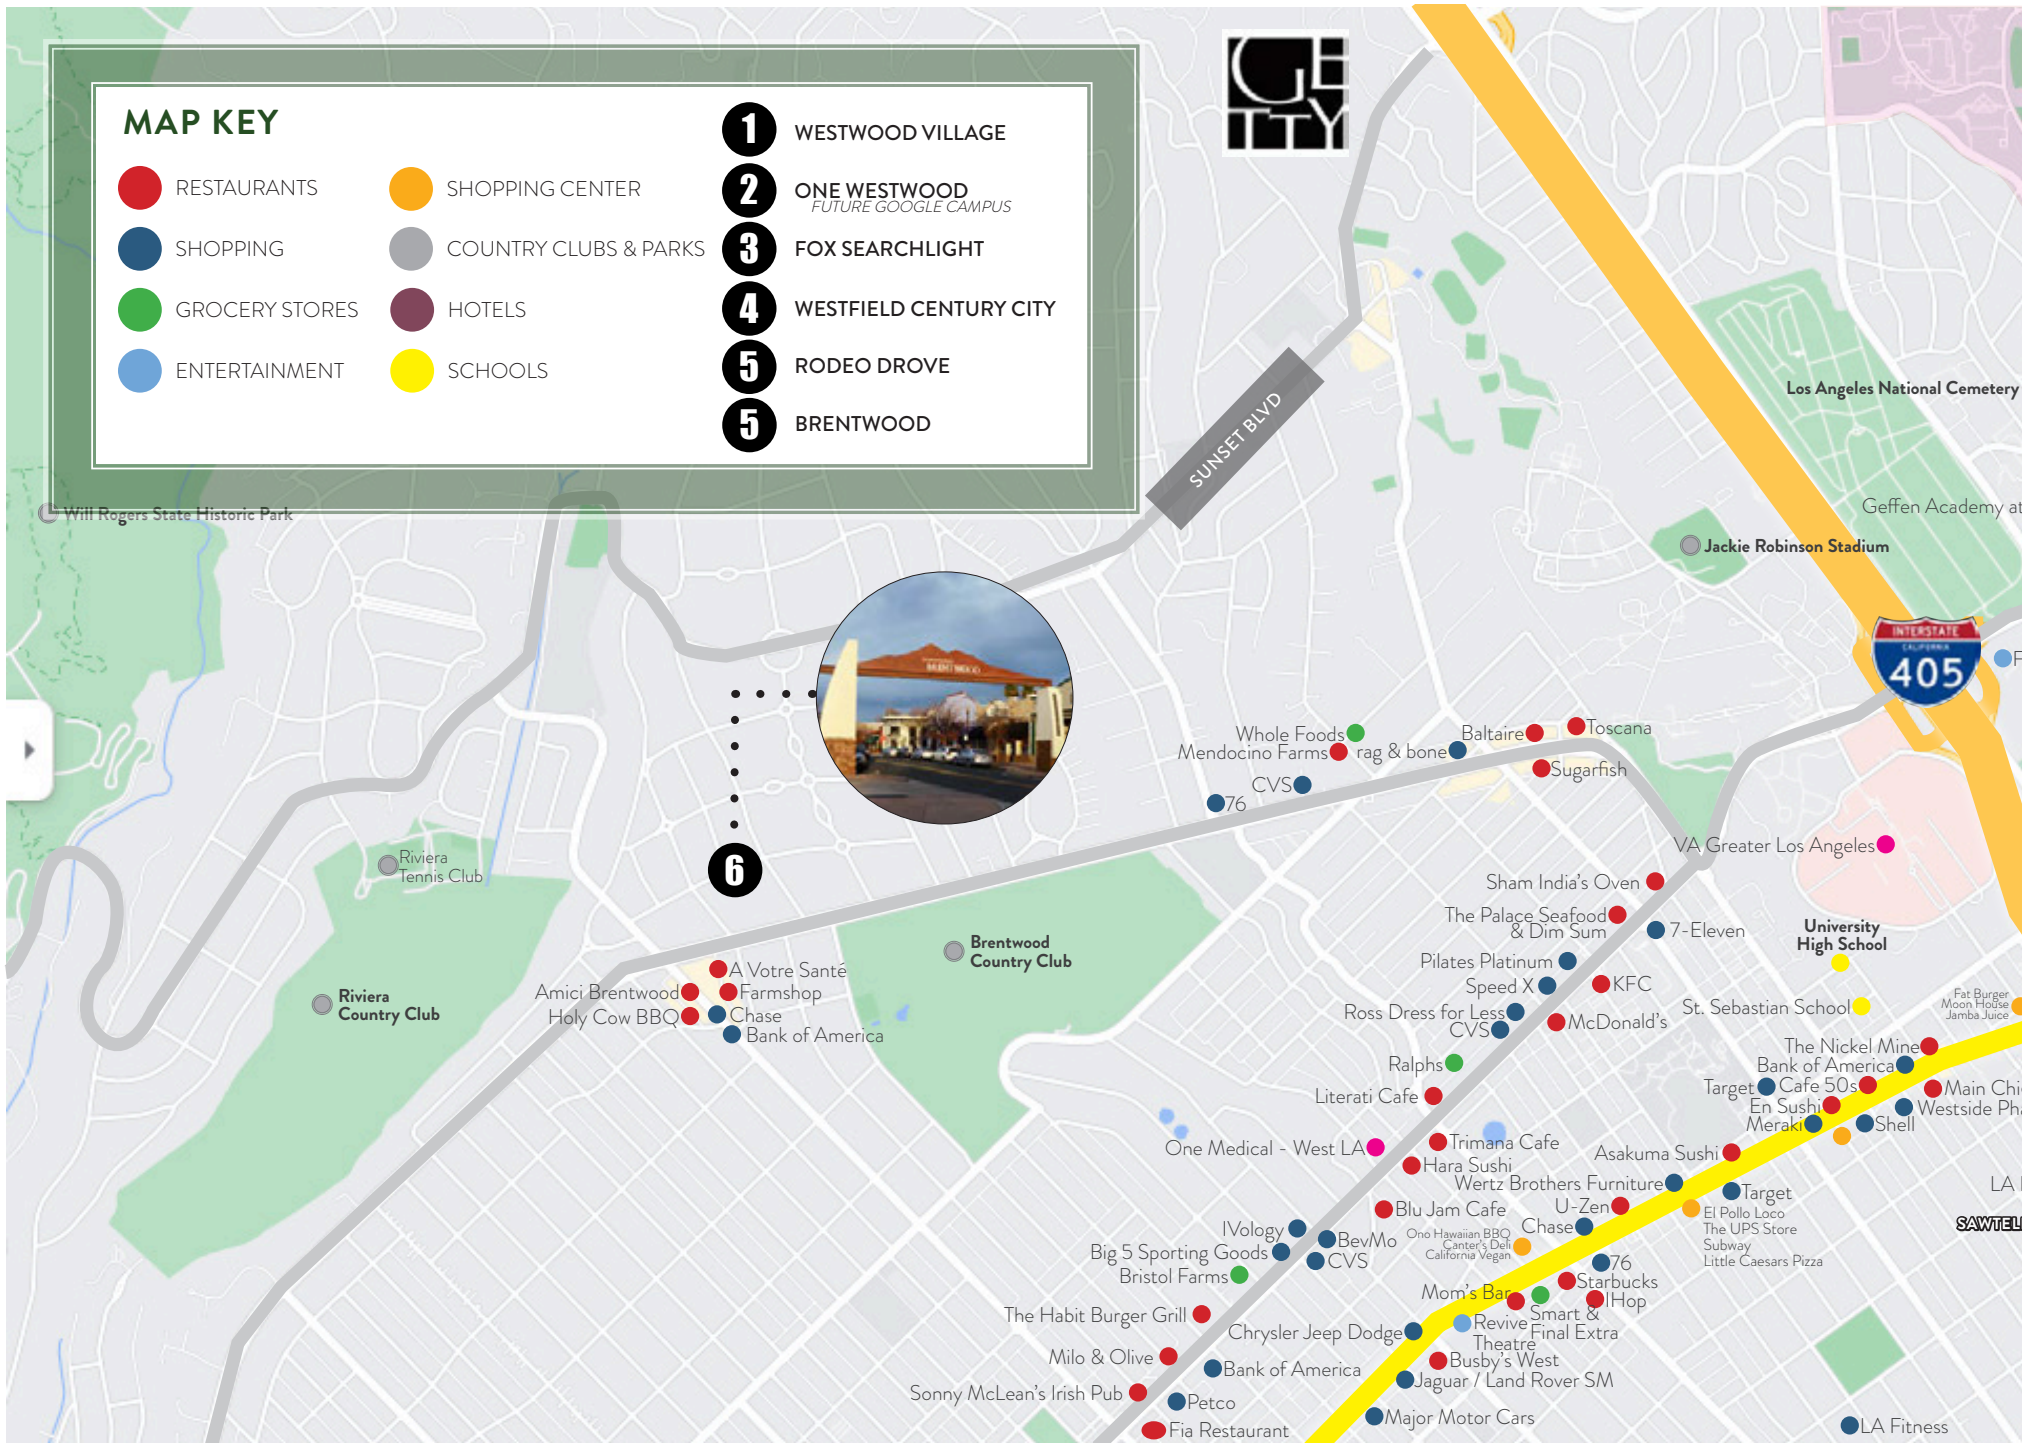 MAP KEY
RESTAURANTS
SHOPPING
GROCERY STORES
ENTERTAINMENT
SHOPPING CENTER
COUNTRY CLUBS & PARKS
HOTELS
SCHOOLS
1 WESTWOOD VILLAGE
2 ONE WESTWOOD
FUTURE GOOGLE CAMPUS
3 FOX SEARCHLIGHT
4 WESTFIELD CENTURY CITY
5 RODEO DROVE
5 BRENTWOOD
GE
TTY
SUNSET BLVD
Los Angeles National Cemetery
Geffen Academy at
Will Rogers State Historic Park
Jackie Robinson Stadium
INTERSTATE
CALIFORNIA
405
F
BRENTWOOD
6
Whole Foods
Mendocino Farms
rag & bone
Baltaire
Toscana
Sugarfish
CVS
76
VA Greater Los Angeles
Riviera
Tennis Club
Riviera
Country Club
Brentwood
Country Club
A Votre Santé
Amici Brentwood
Farmshop
Holy Cow BBQ
Chase
Bank of America
Sham India's Oven
The Palace Seafood
& Dim Sum
7-Eleven
Pilates Platinum
Speed X
KFC
Ross Dress for Less
CVS
McDonald's
Ralphs
Literati Cafe
University
High School
St. Sebastian School
Fat Burger
Moon House
Jamba Juice
The Nickel Mine
Bank of America
Target
Cafe 50s
Main Chi
En Sushi
Westside Pha
Meraki
Shell
One Medical - West LA
Trimana Cafe
Hara Sushi
Asakuma Sushi
Wertz Brothers Furniture
Target
LA
U-Zen
Blu Jam Cafe
Chase
El Pollo Loco
The UPS Store
Subway
Little Caesars Pizza
SAWTEL
IVology
BevMo
Big 5 Sporting Goods
CVS
Bristol Farms
Ono Hawaiian BBQ
Canter's Deli
California Vegan
76
Starbucks
IHop
Mom's Bar
Smart &
Final Extra
The Habit Burger Grill
Chrysler Jeep Dodge
Revive
Theatre
Milo & Olive
Bank of America
Busby's West
Jaguar / Land Rover SM
Sonny McLean's Irish Pub
Petco
Major Motor Cars
Fia Restaurant
LA Fitness